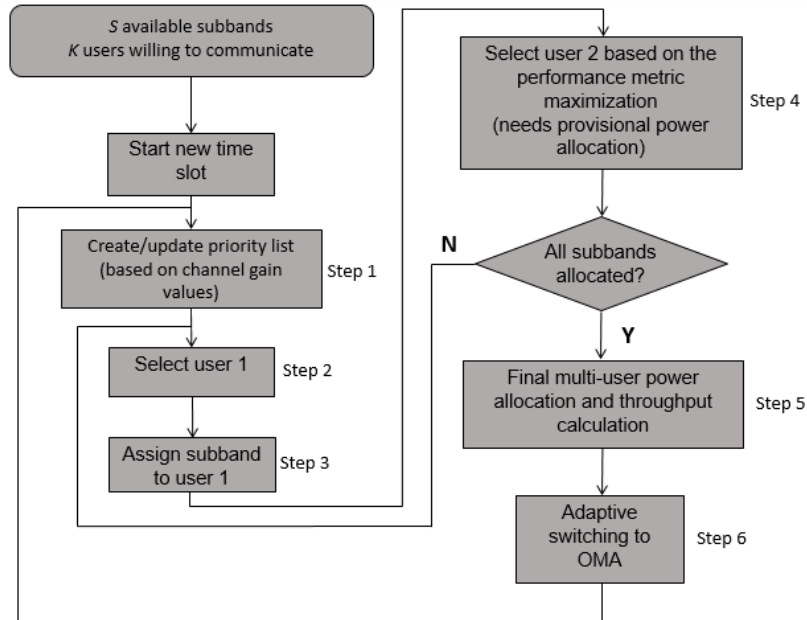 S available subbands
K users willing to communicate
Start new time
slot
Create/update priority list
(based on channel gain
values)
Step 1
Select user 1
Step 2
Assign subband
to user 1
Step 3
Select user 2 based on the
performance metric
maximization
(needs provisional power
allocation)
Step 4
All subbands
allocated?
N
Y
Final multi-user power
allocation and throughput
calculation
Step 5
Adaptive
switching to
OMA
Step 6